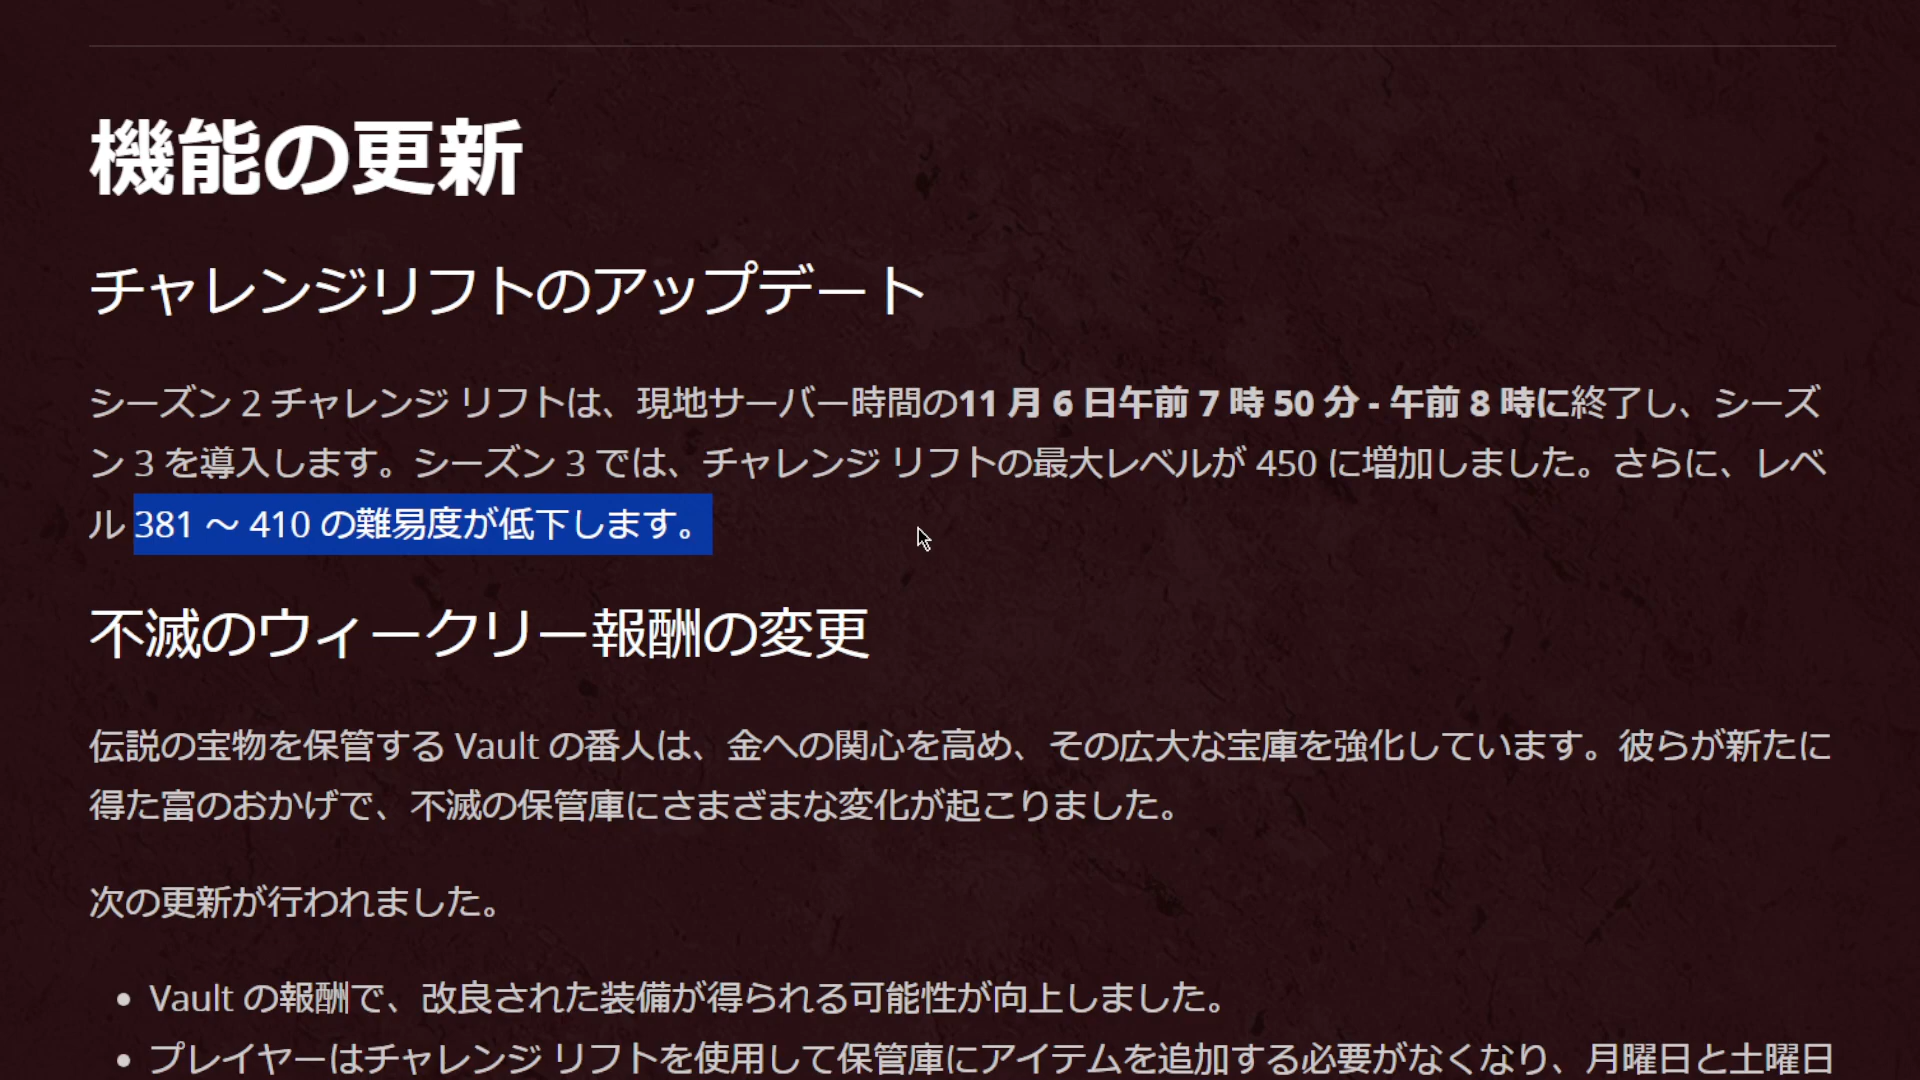 機能の更新
チャレンジリフトのアップデート
シーズン 2 チャレンジ リフトは、現地サーバー時間の11 月 6 日午前 7 時 50 分 - 午前 8 時に終了し、シーズ
ン 3 を導入します。シーズン 3 では、チャレンジ リフトの最大レベルが 450 に増加しました。さらに、レベ
ル 381 ～ 410 の難易度が低下します。
不滅のウィークリー報酬の変更
伝説の宝物を保管する Vault の番人は、金への関心を高め、その広大な宝庫を強化しています。彼らが新たに
得た富のおかげで、不滅の保管庫にさまざまな変化が起こりました。
次の更新が行われました。
• Vault の報酬で、改良された装備が得られる可能性が向上しました。
• プレイヤーはチャレンジ リフトを使用して保管庫にアイテムを追加する必要がなくなり、月曜日と土曜日